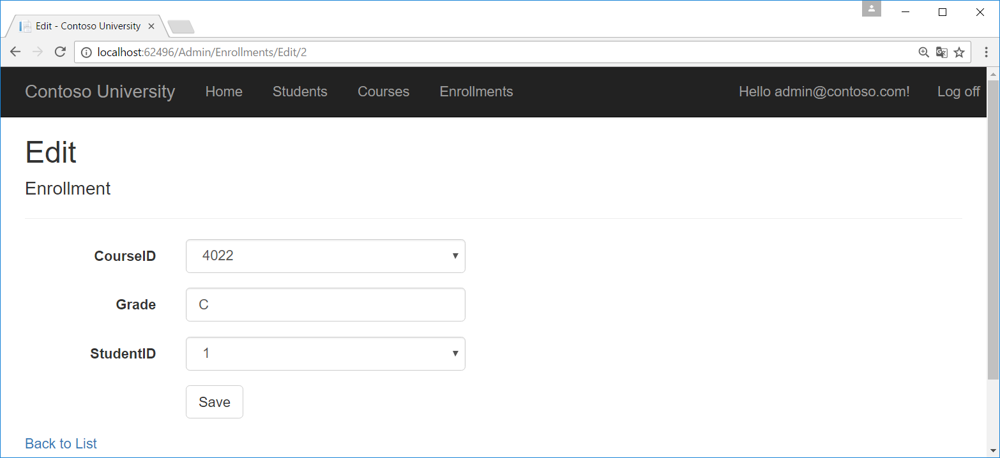 Edit - Contoso University
localhost:62496/Admin/Enrollments/Edit/2
Contoso University Home Students Courses Enrollments Hello admin@contoso.com! Log off
Edit
Enrollment
CourseID 4022
Grade C
StudentID 1
Save
Back to List